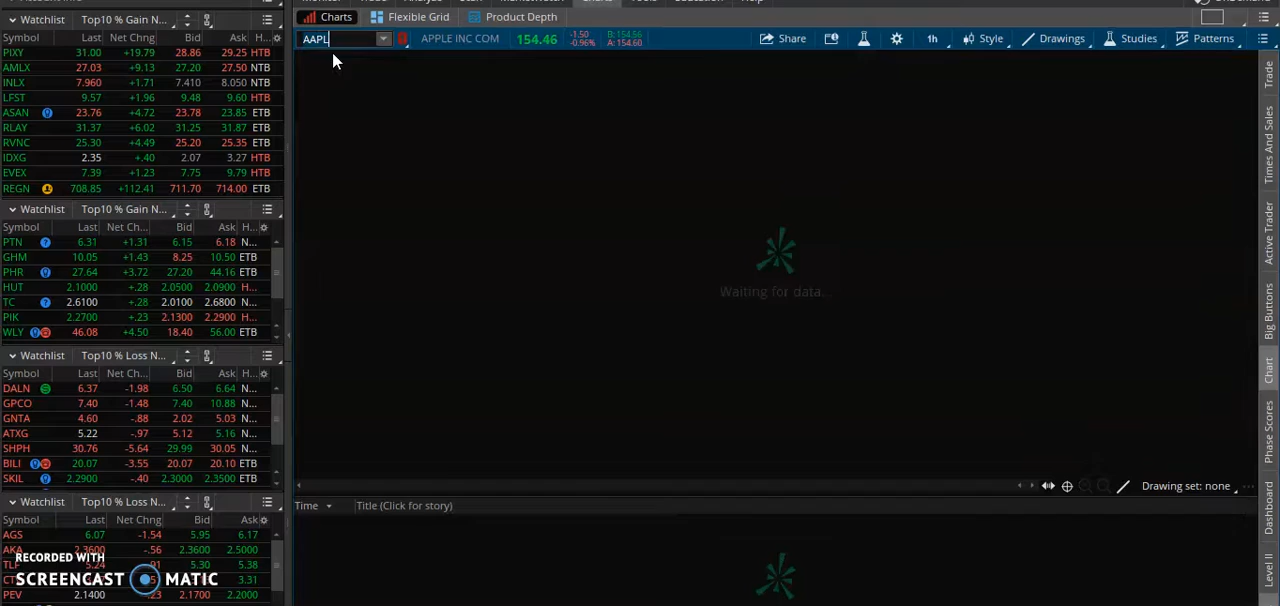 Charts Flexible Grid Product Depth
AAPL APPLE INC COM 154.46 -1.50 -0.96% B: 154.56 A: 154.60 Share 1h Style Drawings Studies Patterns
Watchlist Top10 % Gain N...
Symbol Last Net Chng Bid Ask
PIXY 31.00 +19.79 28.86 29.25 HTB
AMLX 27.03 +9.13 27.20 27.50 NTB
INLX 7.960 +1.71 7.410 8.050 NTB
LFST 9.57 +1.96 9.48 9.60 HTB
ASAN 23.76 +4.72 23.78 23.85 ETB
RLAY 31.37 +6.02 31.25 31.87 ETB
RVNC 25.30 +4.49 25.20 25.35 ETB
IDXG 2.35 +.40 2.07 3.27 HTB
EVEX 7.39 +1.23 7.75 9.79 HTB
REGN 708.85 +112.41 711.70 714.00 ETB
Watchlist Top10 % Gain N...
Symbol Last Net Ch... Bid Ask H...
PTN 6.31 +1.31 6.15 6.18 N...
GHM 10.05 +1.43 8.25 10.50 ETB
PHR 27.64 +3.72 27.20 44.16 ETB
HUT 2.1000 +.28 2.0500 2.0900 H...
TC 2.6100 +.28 2.0100 2.6800 N...
PIK 2.2700 +.23 2.1300 2.2900 H...
WLY 46.08 +4.50 18.40 56.00 ETB
Watchlist Top10 % Loss N...
Symbol Last Net Ch... Bid Ask H...
DALN 6.37 -1.98 6.50 6.64 N...
GPCO 7.40 -1.48 7.40 10.88 N...
GNTA 4.60 -.88 2.02 5.03 N...
ATXG 5.22 -.97 5.12 5.16 N...
SHPH 30.76 -5.64 29.99 30.05 N...
BILI 20.07 -3.55 20.07 20.10 ETB
SKIL 2.2900 -.40 2.3000 2.3500 ETB
Watchlist Top10 % Loss N...
Symbol Last Net Chng Bid Ask
AGS 6.07 -1.54 5.95 6.17
AKA 2.3600 -.56 2.3600 2.5000
5.24 5.30 5.38
3.31
PEV 2.1400 2.1700 2.2000
RECORDED WITH
SCREENCAST MATIC
Waiting for data...
Drawing set: none
Time Title (Click for story)
Trade
Times And Sales
Active Trader
Big Buttons
Chart
Phase Scores
Dashboard
Level II